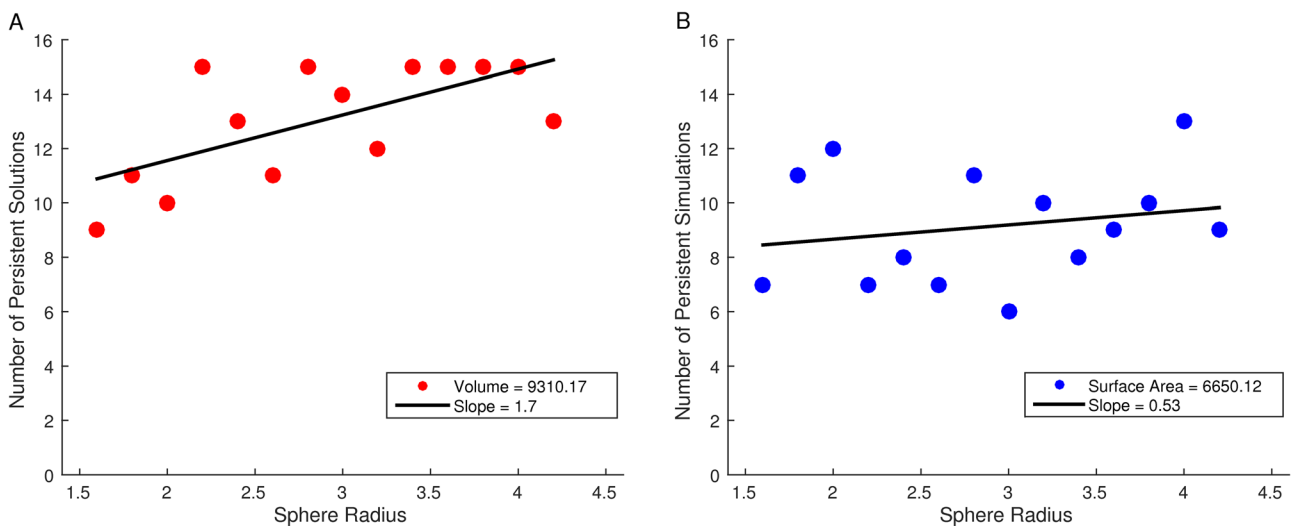 A
16
14
12
10
8
6
4
2
0
Number of Persistent Solutions
1.5 2 2.5 3 3.5 4 4.5
Sphere Radius
Volume = 9310.17
Slope = 1.7
B
16
14
12
10
8
6
4
2
0
Number of Persistent Simulations
1.5 2 2.5 3 3.5 4 4.5
Sphere Radius
Surface Area = 6650.12
Slope = 0.53